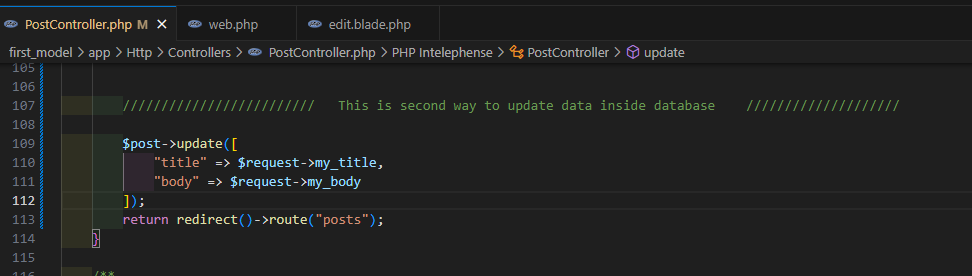 PostController.php M web.php edit.blade.php
first_model > app > Http > Controllers > PostController.php > PHP Intelephense > PostController > update
105
106
107 ///////////////////////// This is second way to update data inside database ////////////////////
108
109 $post->update([
110 "title" => $request->my_title,
111 "body" => $request->my_body
112 ]);
113 return redirect()->route("posts");
114 }
115
116 /**